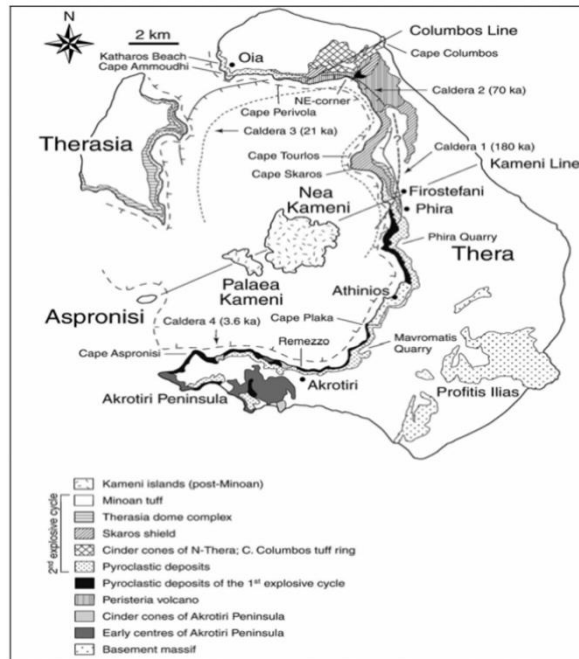 N
2 km
Columbos Line
Cape Columbos
Katharos Beach
Cape Ammoudhi
Oia
NE-corner
Cape Perivola
Caldera 2 (70 ka)
Caldera 3 (21 ka)
Therasia
Cape Tourlos
Caldera 1 (180 ka)
Cape Skaros
Kameni Line
Nea
Kameni
Firostefani
Phira
Phira Quarry
Thera
Palaea
Kameni
Athinios
Aspronisi
Cape Plaka
Caldera 4 (3.6 ka)
Remezzo
Mavromatis
Quarry
Cape Aspronisi
Akrotiri
Profitis Ilias
Akrotiri Peninsula
Kameni islands (post-Minoan)
2nd explosive cycle
Minoan tuff
Therasia dome complex
Skaros shield
Cinder cones of N-Thera; C. Columbos tuff ring
Pyroclastic deposits
Pyroclastic deposits of the 1st explosive cycle
Peristeria volcano
Cinder cones of Akrotiri Peninsula
Early centres of Akrotiri Peninsula
Basement massif